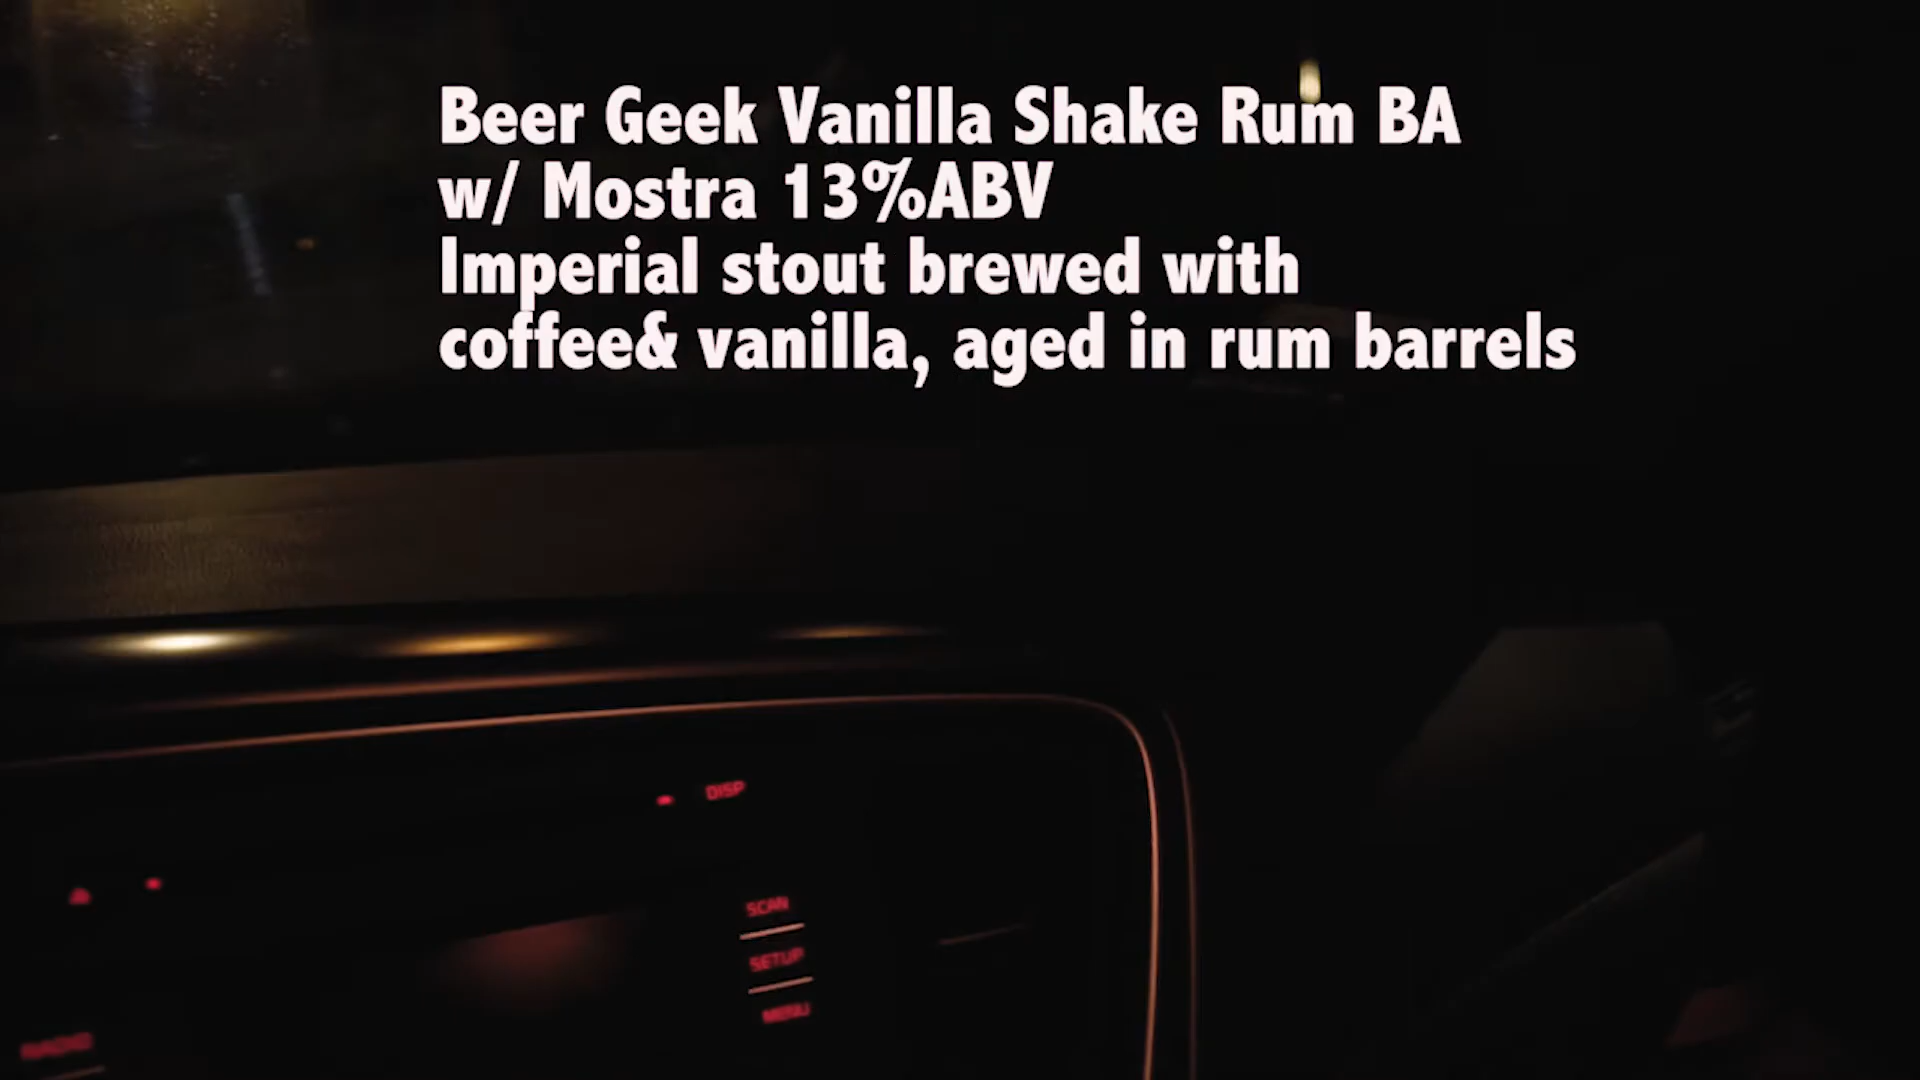 Beer Geek Vanilla Shake Rum BA
w/ Mostra 13%ABV
Imperial stout brewed with
coffee& vanilla, aged in rum barrels
DISP
SCAN
SETUP
MENU
RADIO